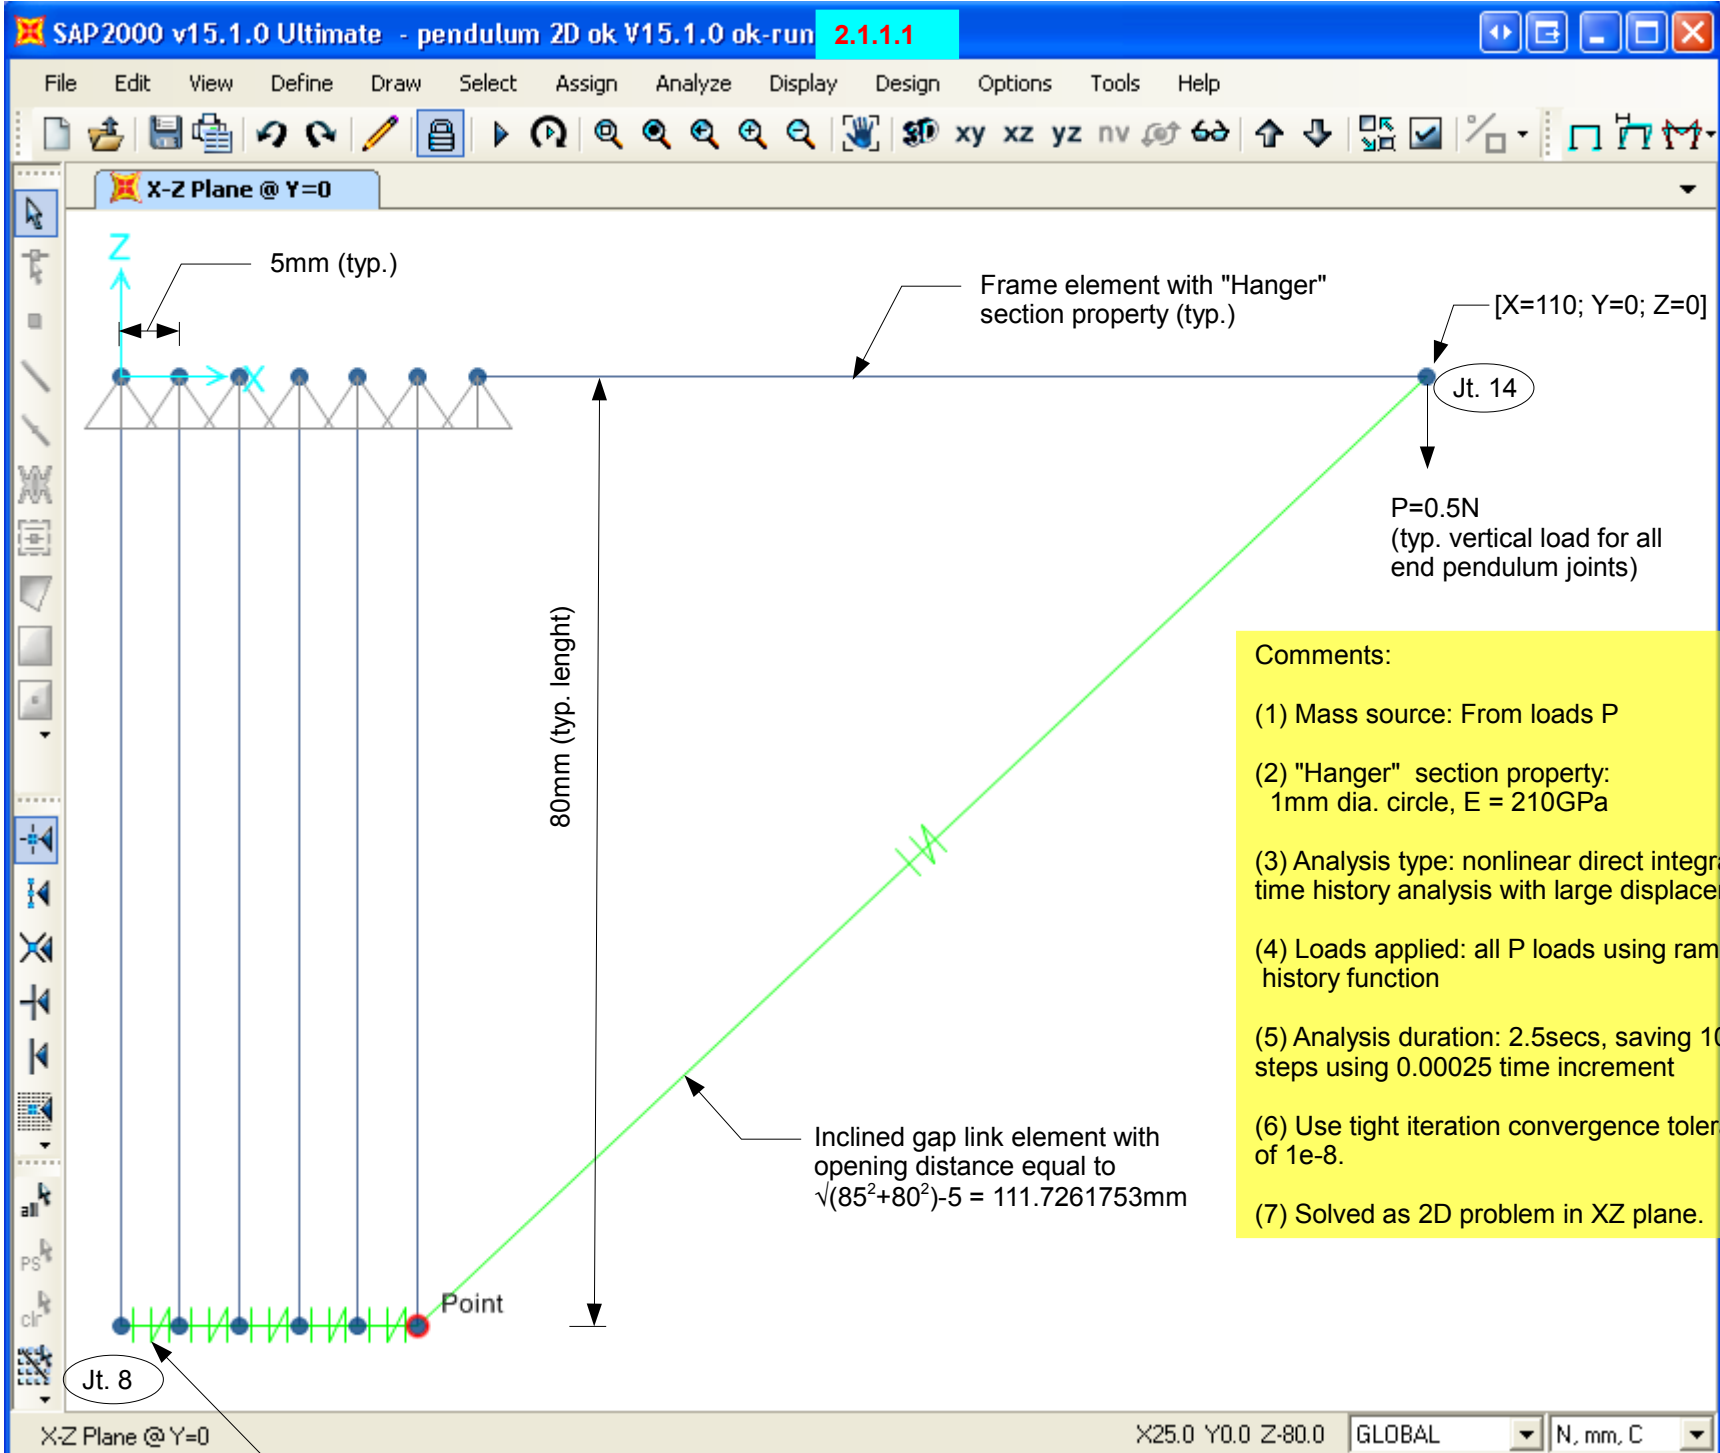 SAP2000 v15.1.0 Ultimate - pendulum 2D ok V15.1.0 ok-run 2.1.1.1
File Edit View Define Draw Select Assign Analyze Display Design Options Tools Help
3D xy xz yz nv
X-Z Plane @ Y=0
Z
5mm (typ.)
Frame element with "Hanger"
section property (typ.)
[X=110; Y=0; Z=0]
X
Jt. 14
P=0.5N
(typ. vertical load for all
end pendulum joints)
80mm (typ. lenght)
Comments:
(1) Mass source: From loads P
(2) "Hanger" section property:
1mm dia. circle, E = 210GPa
(3) Analysis type: nonlinear direct integra
time history analysis with large displace
(4) Loads applied: all P loads using ram
history function
(5) Analysis duration: 2.5secs, saving 10
steps using 0.00025 time increment
(6) Use tight iteration convergence toler
of 1e-8.
(7) Solved as 2D problem in XZ plane.
Inclined gap link element with
opening distance equal to
√(85²+80²)-5 = 111.7261753mm
all
PS
clr
Point
Jt. 8
X-Z Plane @ Y=0
X25.0 Y0.0 Z-80.0
GLOBAL
N, mm, C